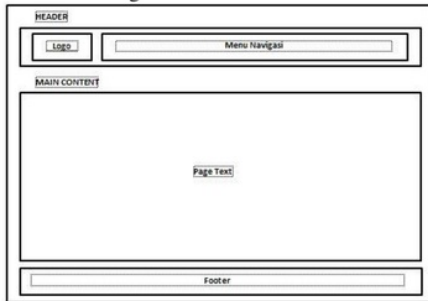 HEADER
Logo Menu Navigasi
MAIN CONTENT
Page Text
Footer